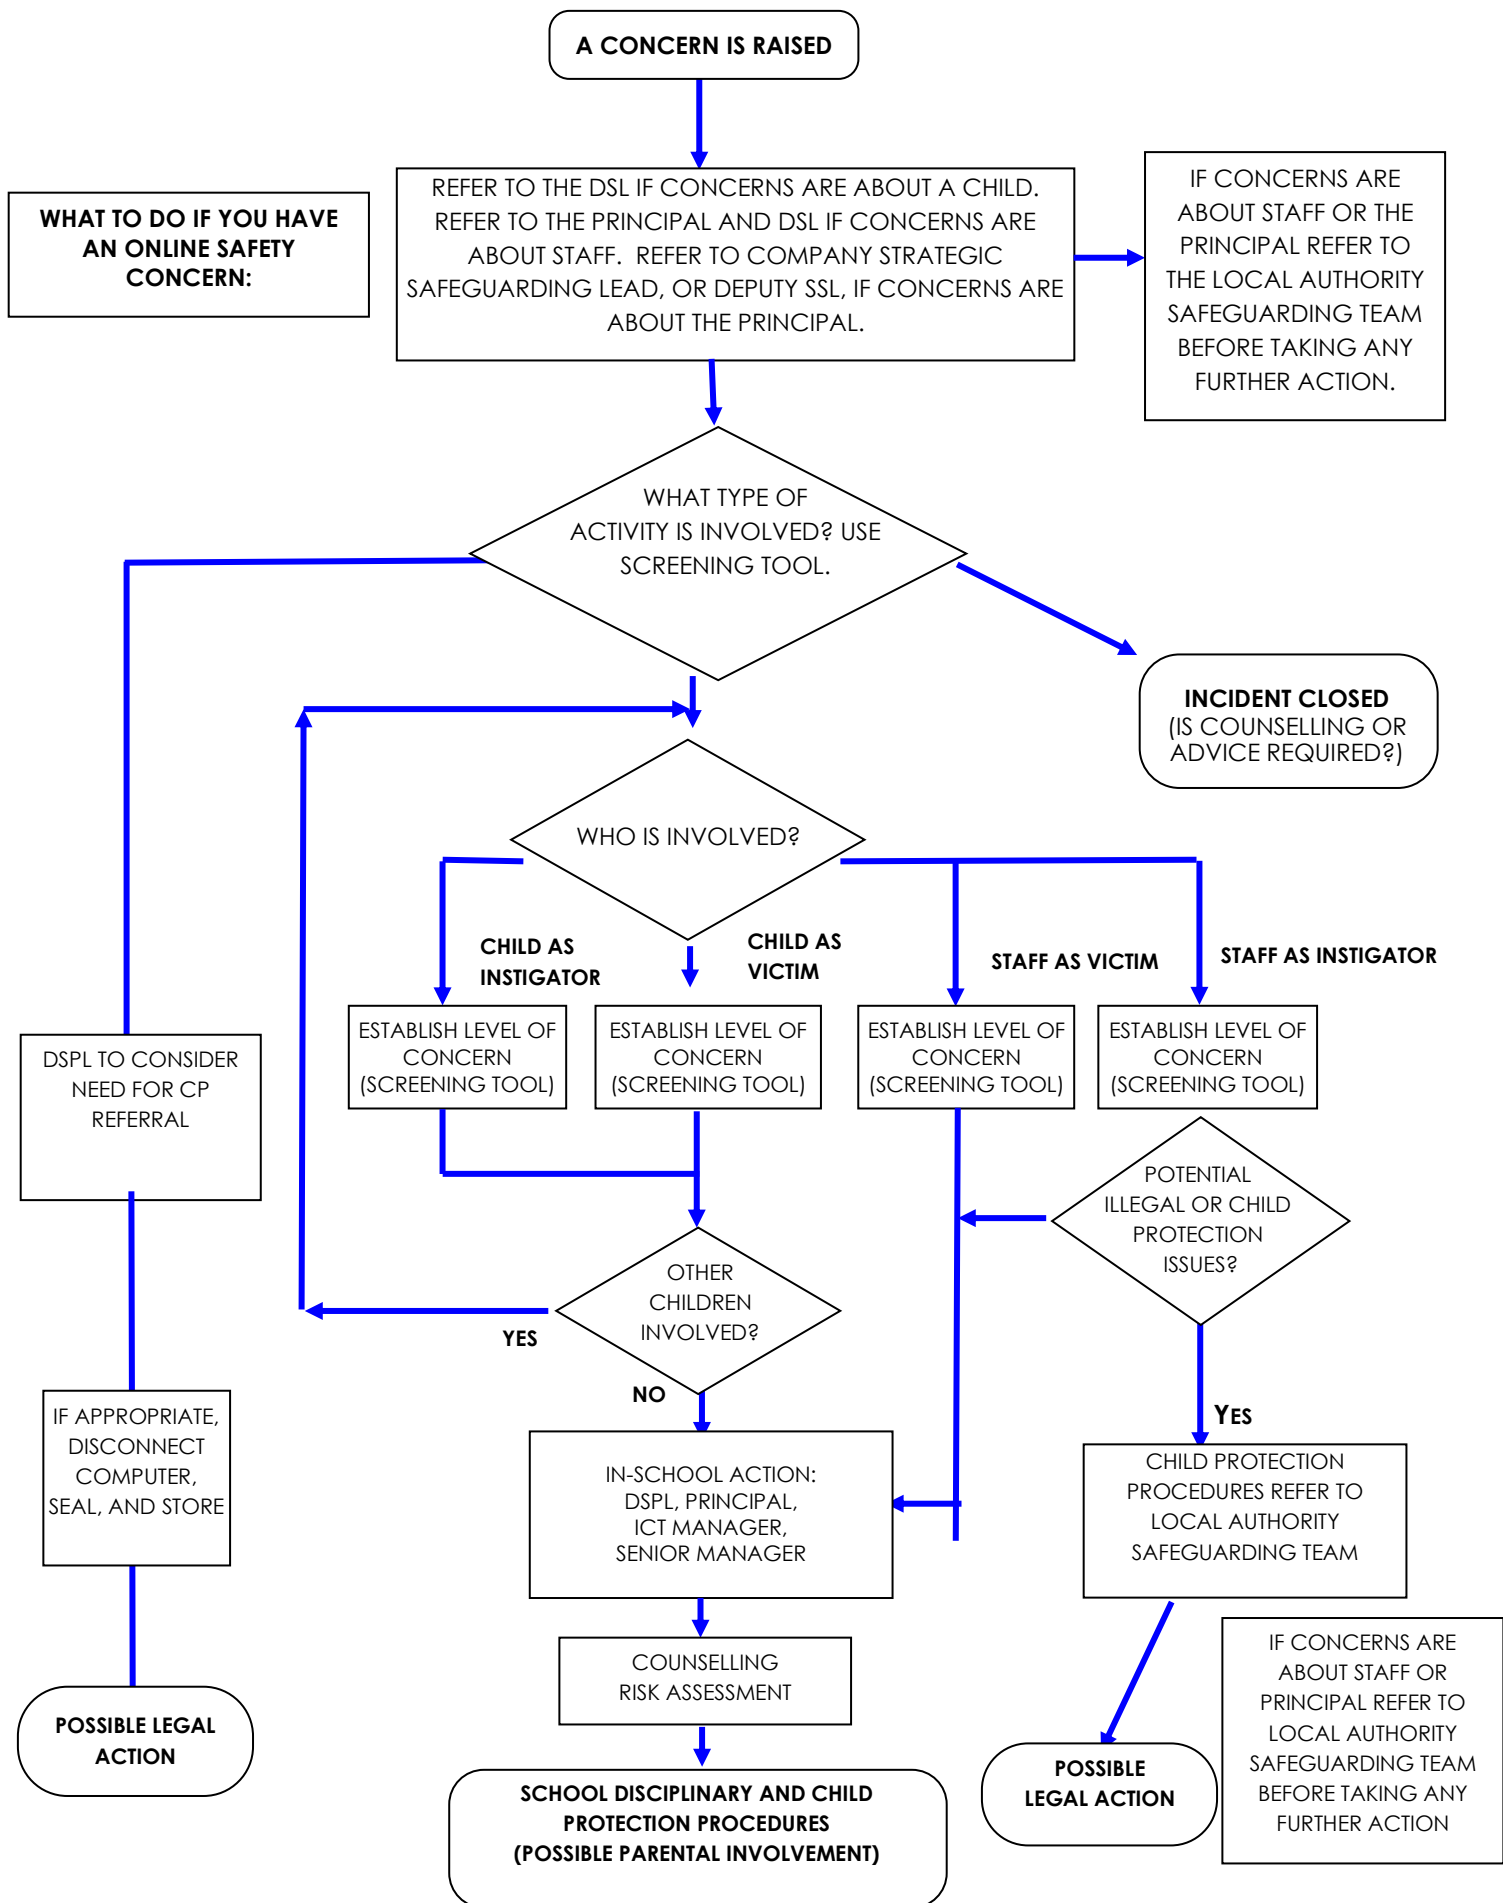 A CONCERN IS RAISED
WHAT TO DO IF YOU HAVE
AN ONLINE SAFETY
CONCERN:
REFER TO THE DSL IF CONCERNS ARE ABOUT A CHILD.
REFER TO THE PRINCIPAL AND DSL IF CONCERNS ARE
ABOUT STAFF. REFER TO COMPANY STRATEGIC
SAFEGUARDING LEAD, OR DEPUTY SSL, IF CONCERNS ARE
ABOUT THE PRINCIPAL.
IF CONCERNS ARE
ABOUT STAFF OR THE
PRINCIPAL REFER TO
THE LOCAL AUTHORITY
SAFEGUARDING TEAM
BEFORE TAKING ANY
FURTHER ACTION.
WHAT TYPE OF
ACTIVITY IS INVOLVED? USE
SCREENING TOOL.
INCIDENT CLOSED
(IS COUNSELLING OR
ADVICE REQUIRED?)
WHO IS INVOLVED?
CHILD AS
INSTIGATOR
CHILD AS
VICTIM
STAFF AS VICTIM
STAFF AS INSTIGATOR
ESTABLISH LEVEL OF
CONCERN
(SCREENING TOOL)
ESTABLISH LEVEL OF
CONCERN
(SCREENING TOOL)
ESTABLISH LEVEL OF
CONCERN
(SCREENING TOOL)
ESTABLISH LEVEL OF
CONCERN
(SCREENING TOOL)
DSPL TO CONSIDER
NEED FOR CP
REFERRAL
POTENTIAL
ILLEGAL OR CHILD
PROTECTION
ISSUES?
OTHER
CHILDREN
INVOLVED?
YES
NO
YES
IF APPROPRIATE,
DISCONNECT
COMPUTER,
SEAL, AND STORE
IN-SCHOOL ACTION:
DSPL, PRINCIPAL,
ICT MANAGER,
SENIOR MANAGER
CHILD PROTECTION
PROCEDURES REFER TO
LOCAL AUTHORITY
SAFEGUARDING TEAM
COUNSELLING
RISK ASSESSMENT
IF CONCERNS ARE
ABOUT STAFF OR
PRINCIPAL REFER TO
LOCAL AUTHORITY
SAFEGUARDING TEAM
BEFORE TAKING ANY
FURTHER ACTION
POSSIBLE LEGAL
ACTION
POSSIBLE
LEGAL ACTION
SCHOOL DISCIPLINARY AND CHILD
PROTECTION PROCEDURES
(POSSIBLE PARENTAL INVOLVEMENT)